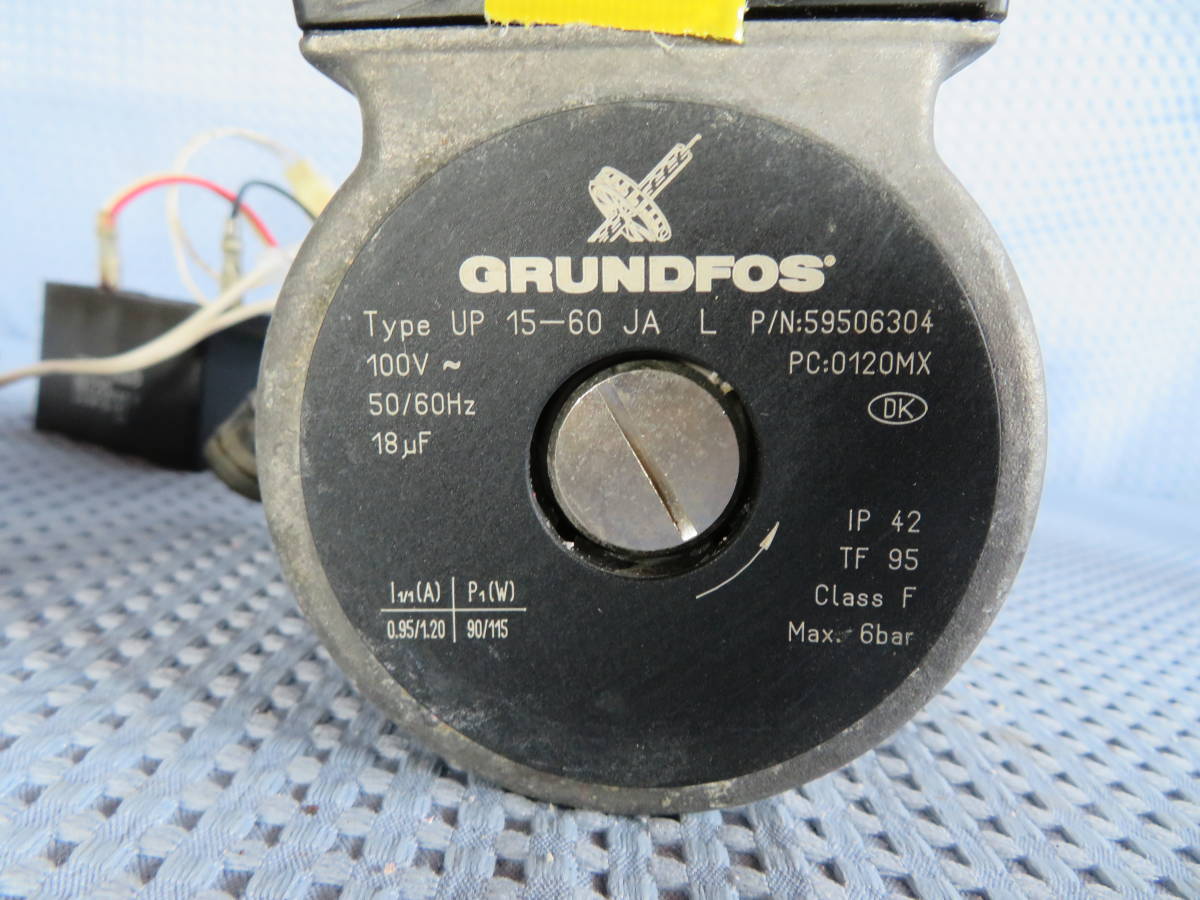 GRUNDFOS®
Type UP 15-60 JA L P/N:59506304
100V ~ PC:0120MX
50/60Hz DK
18µF
IP 42
TF 95
I1/1(A) P1(W) Class F
0.95/1.20 90/115 Max. 6bar